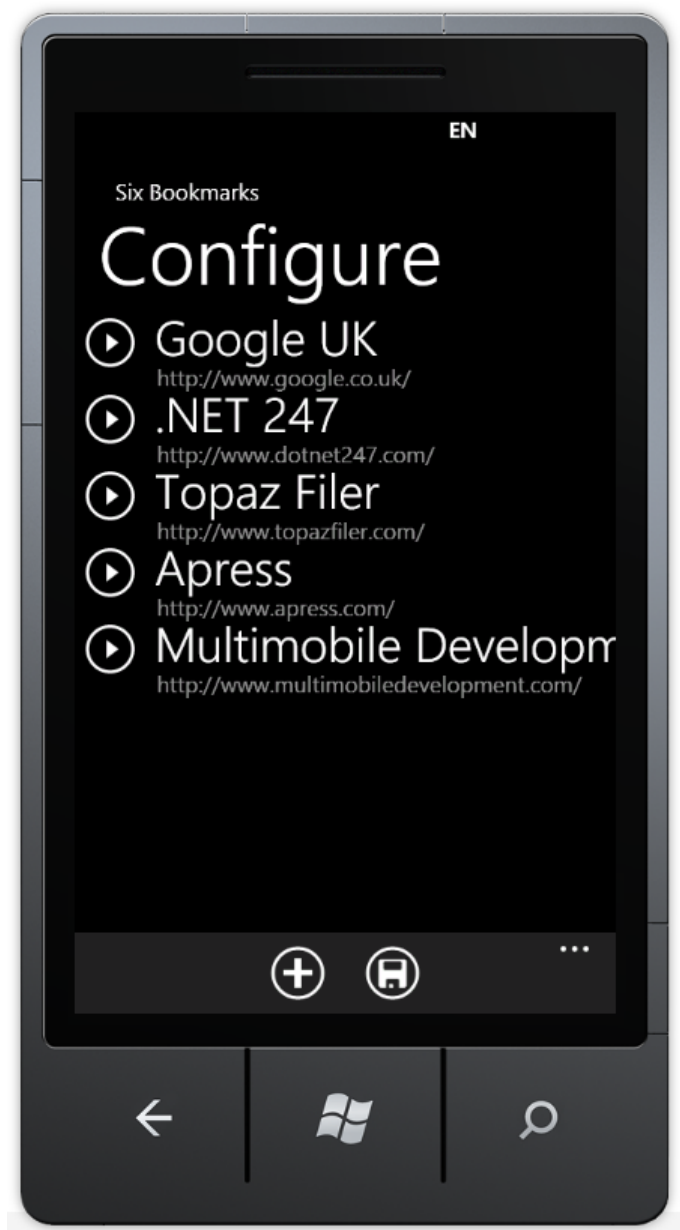 EN
Six Bookmarks
Configure
Google UK
http://www.google.co.uk/
.NET 247
http://www.dotnet247.com/
Topaz Filer
http://www.topazfiler.com/
Apress
http://www.apress.com/
Multimobile Developm
http://www.multimobiledevelopment.com/